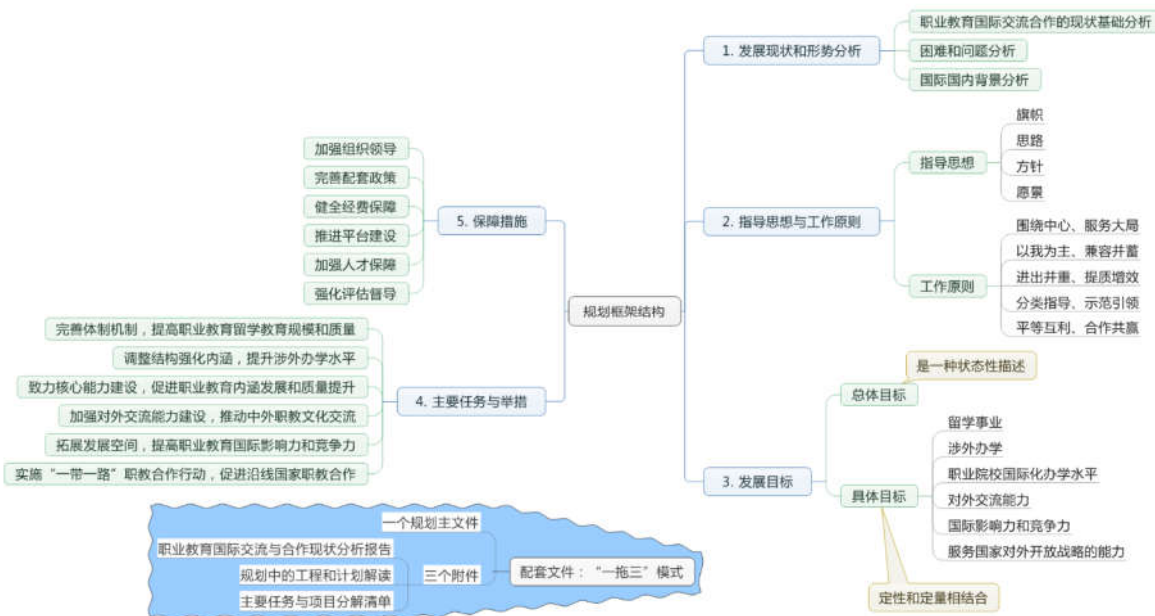 规划框架结构
1. 发展现状和形势分析
职业教育国际交流合作的现状基础分析
困难和问题分析
国际国内背景分析
2. 指导思想与工作原则
指导思想
旗帜
思路
方针
愿景
工作原则
围绕中心、服务大局
以我为主、兼容并蓄
进出并重、提质增效
分类指导、示范引领
平等互利、合作共赢
3. 发展目标
总体目标
是一种状态性描述
具体目标
留学事业
涉外办学
职业院校国际化办学水平
对外交流能力
国际影响力和竞争力
服务国家对外开放战略的能力
定性和定量相结合
4. 主要任务与举措
完善体制机制，提高职业教育留学教育规模和质量
调整结构强化内涵，提升涉外办学水平
致力核心能力建设，促进职业教育内涵发展和质量提升
加强对外交流能力建设，推动中外职教文化交流
拓展发展空间，提高职业教育国际影响力和竞争力
实施“一带一路”职教合作行动，促进沿线国家职教合作
5. 保障措施
加强组织领导
完善配套政策
健全经费保障
推进平台建设
加强人才保障
强化评估督导
配套文件：“一拖三”模式
一个规划主文件
三个附件
职业教育国际交流与合作现状分析报告
规划中的工程和计划解读
主要任务与项目分解清单